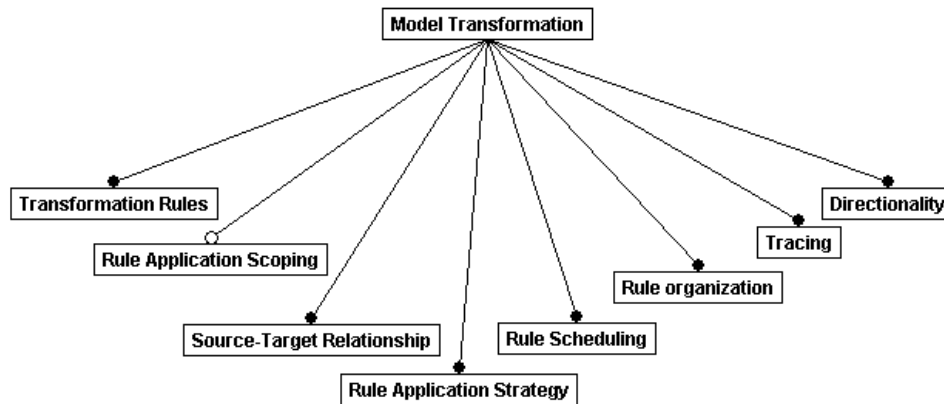 Model Transformation
Transformation Rules
Directionality
Rule Application Scoping
Tracing
Rule organization
Source-Target Relationship
Rule Scheduling
Rule Application Strategy